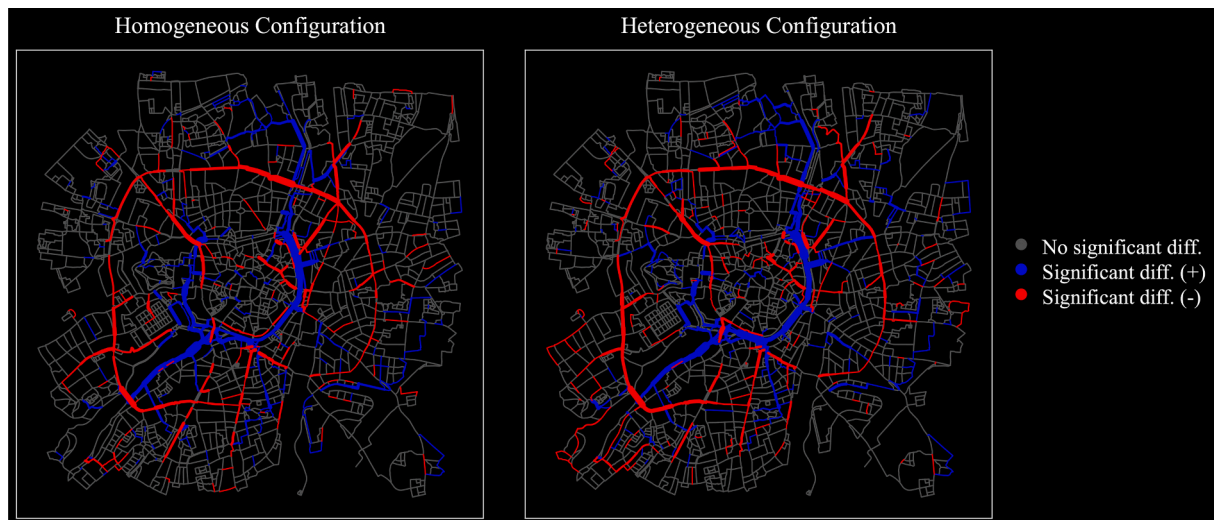 Homogeneous Configuration
Heterogeneous Configuration
No significant diff.
Significant diff. (+)
Significant diff. (-)